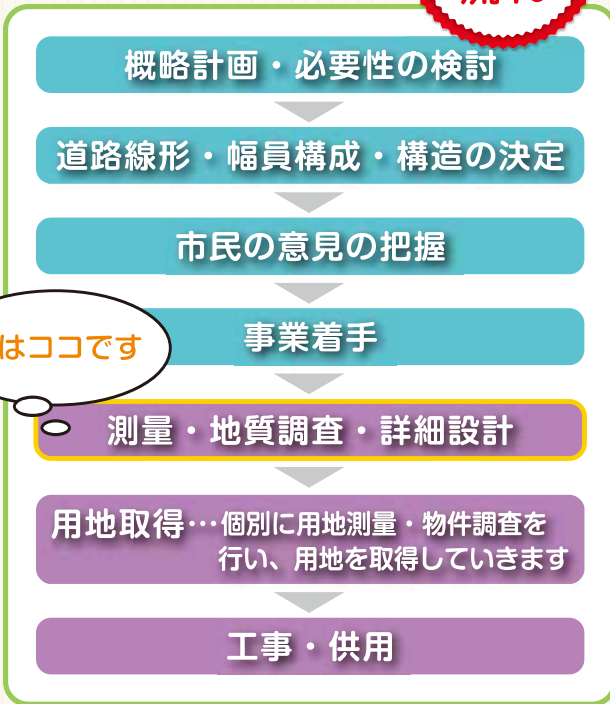 概略計画・必要性の検討
道路線形・幅員構成・構造の決定
市民の意見の把握
事業着手
はココです
測量・地質調査・詳細設計
用地取得…個別に用地測量・物件調査を
行い、用地を取得していきます
工事・供用